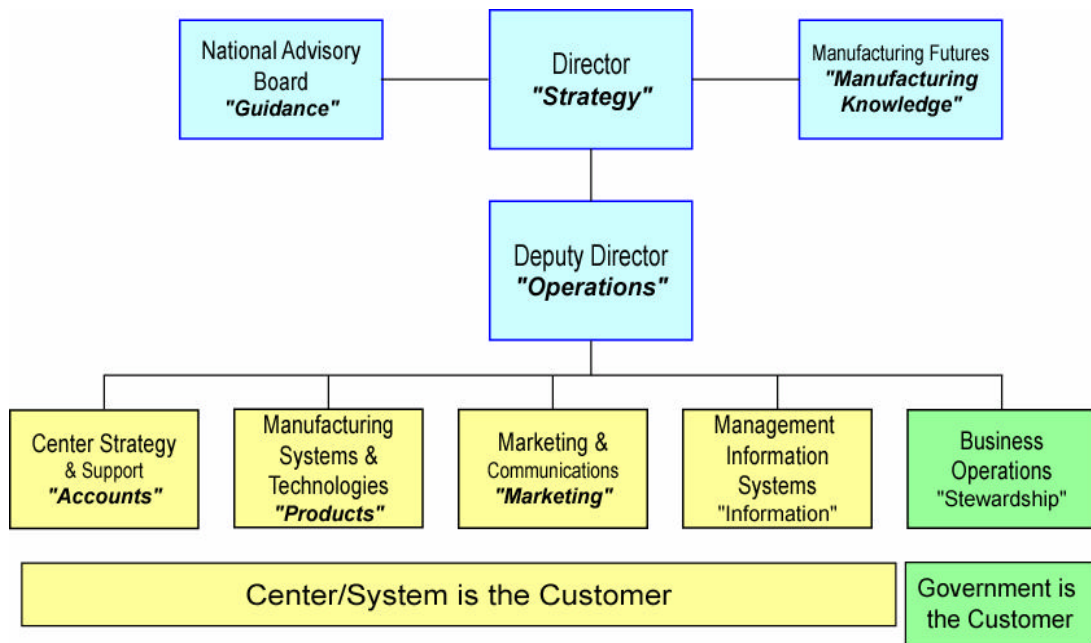 National Advisory
Board
"Guidance"
Director
"Strategy"
Manufacturing Futures
"Manufacturing
Knowledge"
Deputy Director
"Operations"
Center Strategy
& Support
"Accounts"
Manufacturing
Systems &
Technologies
"Products"
Marketing &
Communications
"Marketing"
Management
Information
Systems
"Information"
Business
Operations
"Stewardship"
Center/System is the Customer
Government is
the Customer